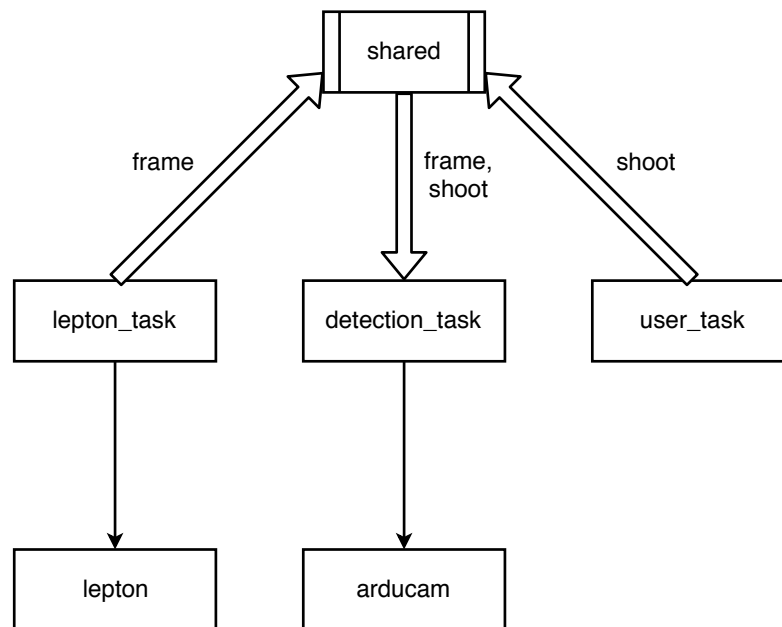 shared
frame
frame,
shoot
shoot
lepton_task
detection_task
user_task
lepton
arducam